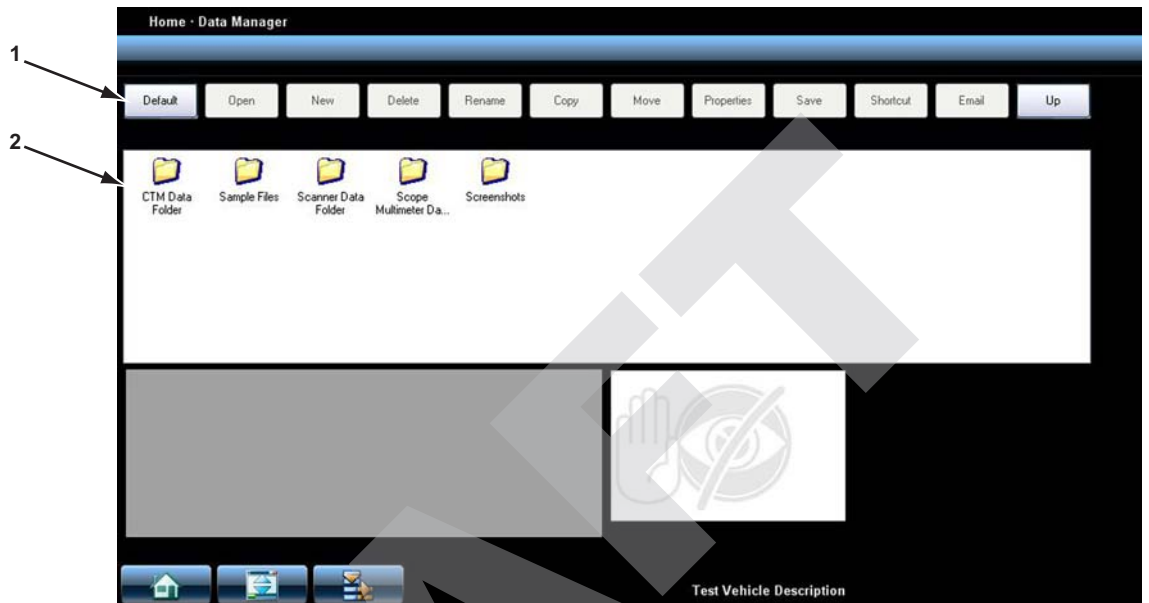 Home · Data Manager
1
Default Open New Delete Rename Copy Move Properties Save Shortcut Email Up
2
CTM Data Folder
Sample Files
Scanner Data Folder
Scope Multimeter Da...
Screenshots
Test Vehicle Description